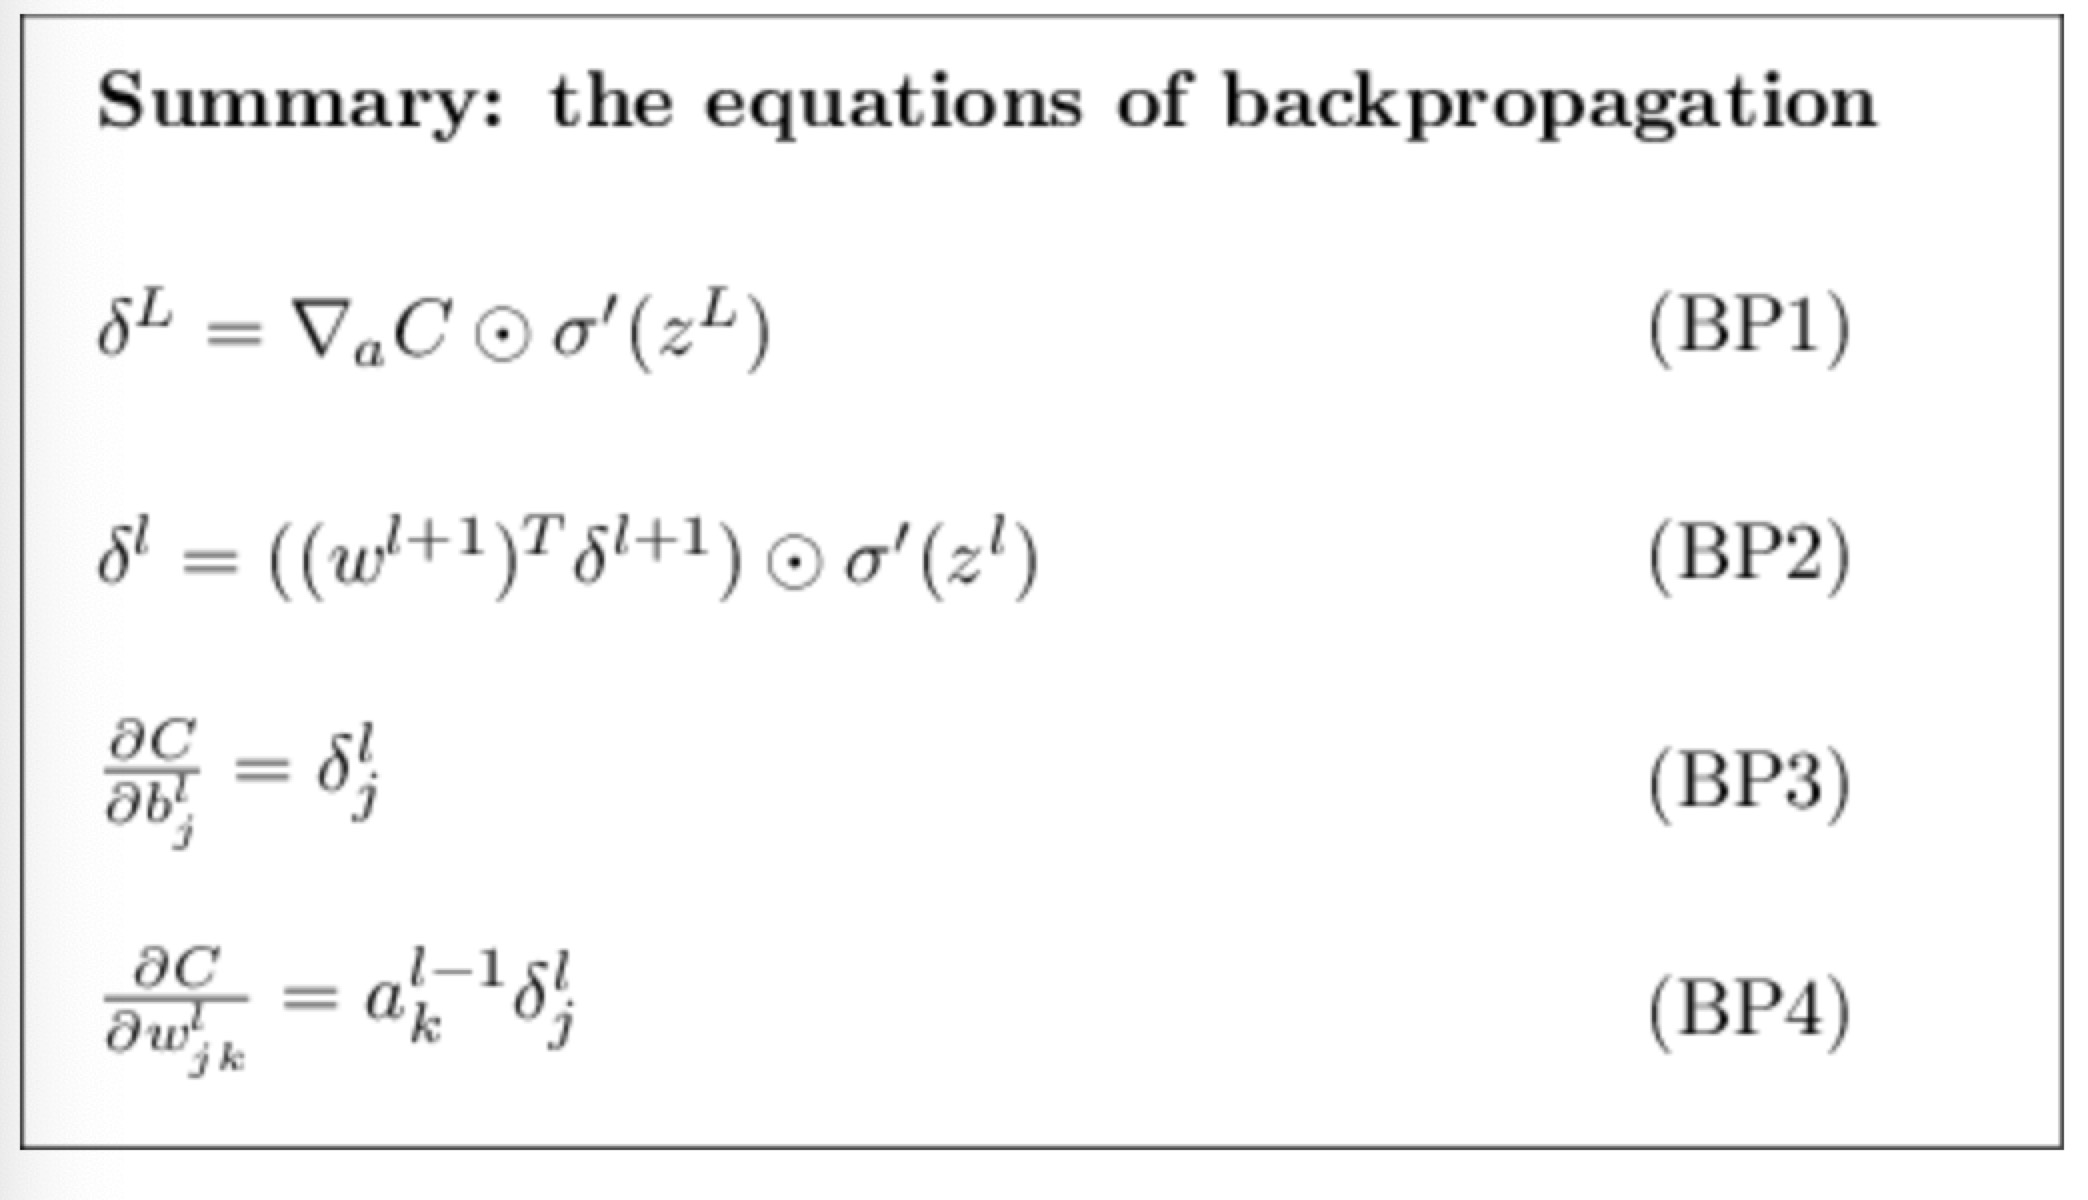 Summary: the equations of backpropagation
δ^L = ∇_a C ⊙ σ′(z^L) (BP1)
δ^l = ((w^{l+1})^T δ^{l+1}) ⊙ σ′(z^l) (BP2)
∂C/∂b^l_j = δ^l_j (BP3)
∂C/∂w^l_{jk} = a^{l−1}_k δ^l_j (BP4)